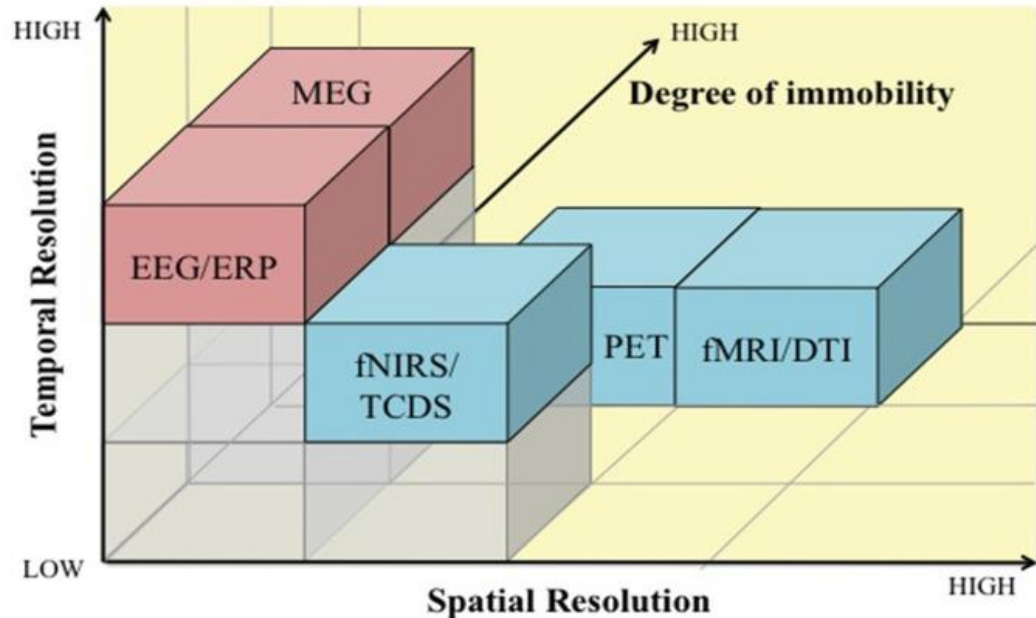 HIGH
HIGH
Degree of immobility
MEG
EEG/ERP
fNIRS/
TCDS
PET
fMRI/DTI
Temporal Resolution
LOW
HIGH
Spatial Resolution